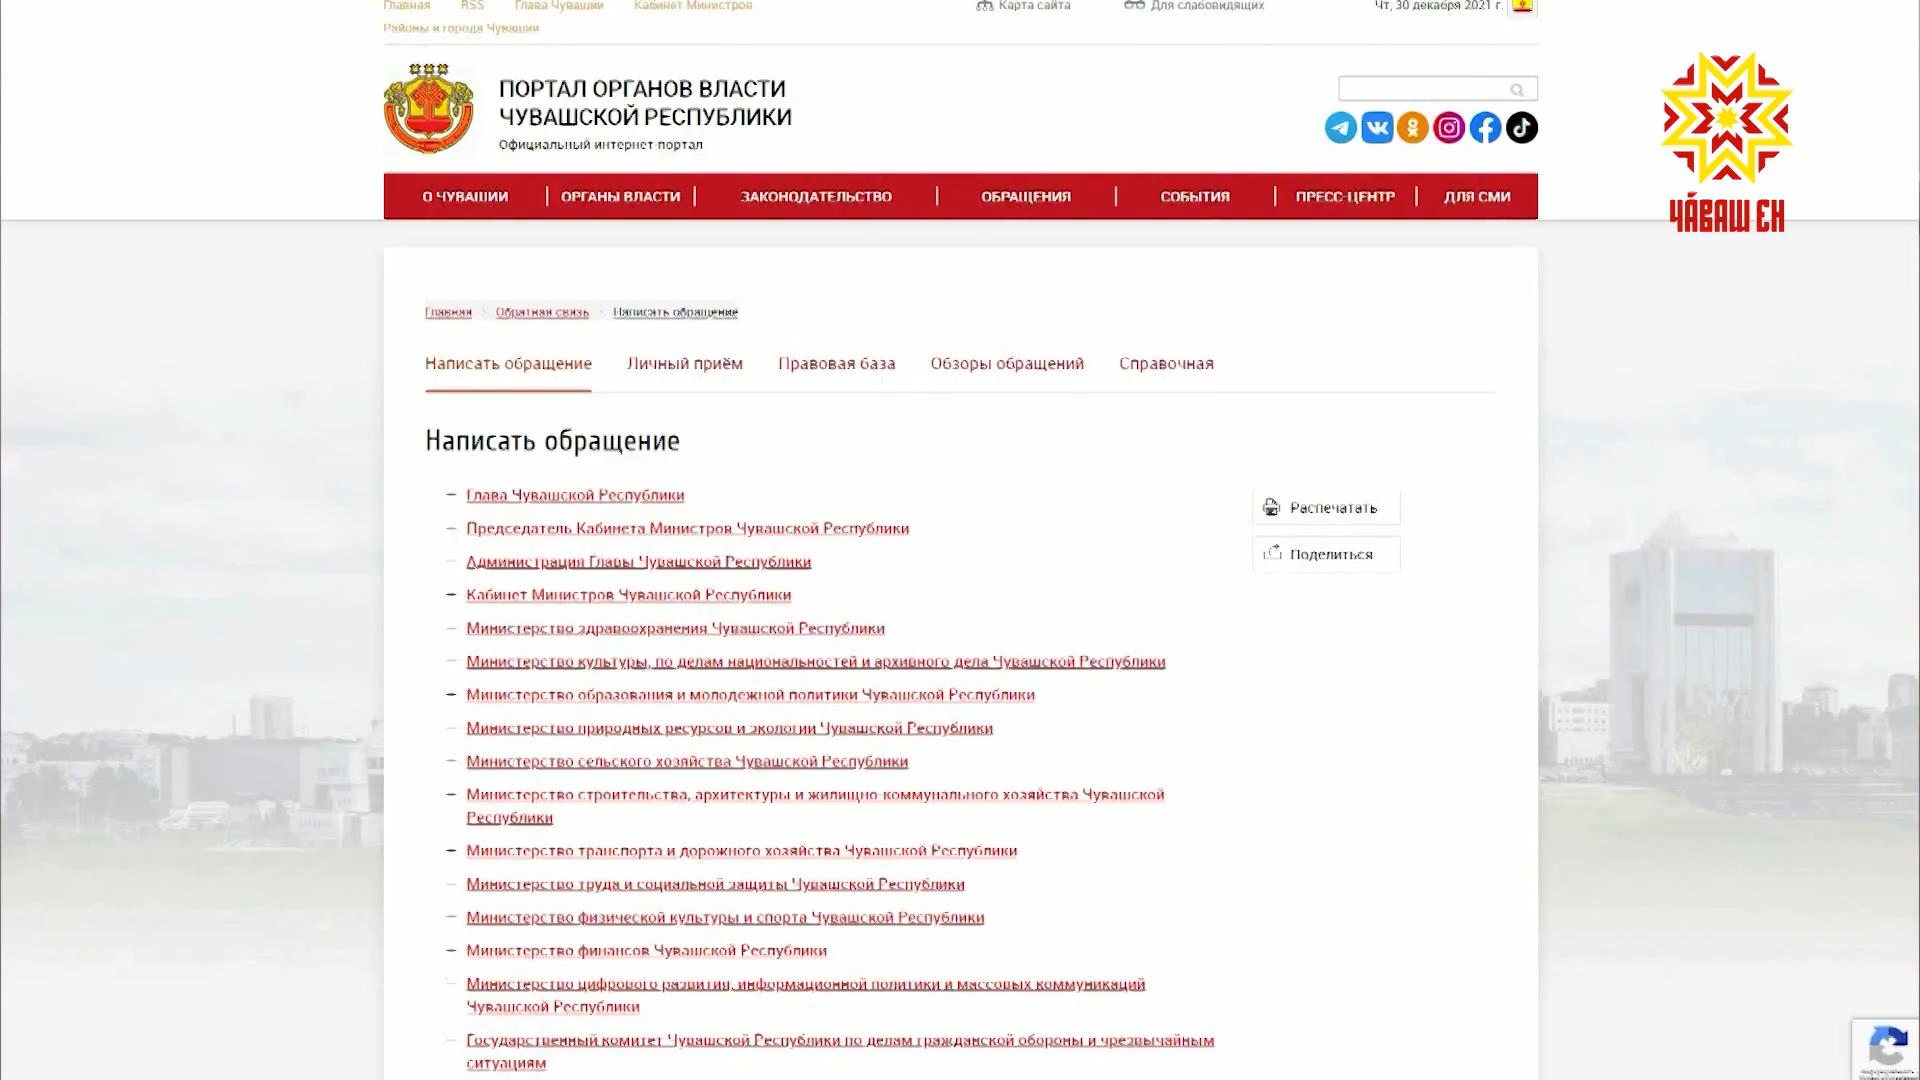 Главная RSS Глава Чувашии Кабинет Министров Карта сайта Для слабовидящих Чт, 30 декабря 2021 г.
Районы и города Чувашии
ПОРТАЛ ОРГАНОВ ВЛАСТИ
ЧУВАШСКОЙ РЕСПУБЛИКИ
Официальный интернет-портал
ЧӐВАШ ЕН
О ЧУВАШИИ ОРГАНЫ ВЛАСТИ ЗАКОНОДАТЕЛЬСТВО ОБРАЩЕНИЯ СОБЫТИЯ ПРЕСС-ЦЕНТР ДЛЯ СМИ
Главная Обратная связь Написать обращение
Написать обращение Личный приём Правовая база Обзоры обращений Справочная
Написать обращение
Глава Чувашской Республики
Председатель Кабинета Министров Чувашской Республики
Администрация Главы Чувашской Республики
Кабинет Министров Чувашской Республики
Министерство здравоохранения Чувашской Республики
Министерство культуры, по делам национальностей и архивного дела Чувашской Республики
Министерство образования и молодежной политики Чувашской Республики
Министерство природных ресурсов и экологии Чувашской Республики
Министерство сельского хозяйства Чувашской Республики
Министерство строительства, архитектуры и жилищно-коммунального хозяйства Чувашской
Республики
Министерство транспорта и дорожного хозяйства Чувашской Республики
Министерство труда и социальной защиты Чувашской Республики
Министерство физической культуры и спорта Чувашской Республики
Министерство финансов Чувашской Республики
Министерство цифрового развития, информационной политики и массовых коммуникаций
Чувашской Республики
Государственный комитет Чувашской Республики по делам гражданской обороны и чрезвычайным
ситуациям
Распечатать
Поделиться